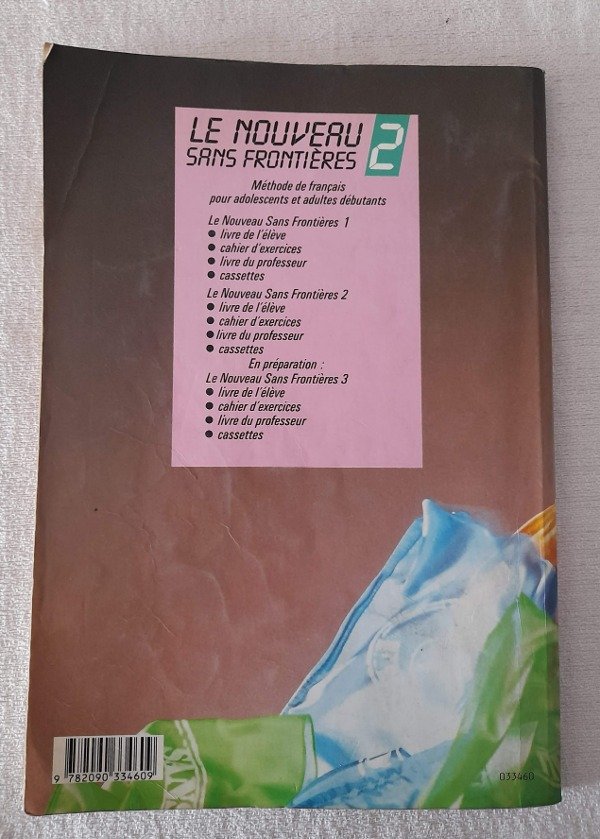 LE NOUVEAU 2
SANS FRONTIÈRES
Méthode de français
pour adolescents et adultes débutants
Le Nouveau Sans Frontières 1
● livre de l'élève
● cahier d'exercices
● livre du professeur
● cassettes
Le Nouveau Sans Frontières 2
● livre de l'élève
● cahier d'exercices
● livre du professeur
● cassettes
En préparation :
Le Nouveau Sans Frontières 3
● livre de l'élève
● cahier d'exercices
● livre du professeur
● cassettes
9 782090 334609
033460